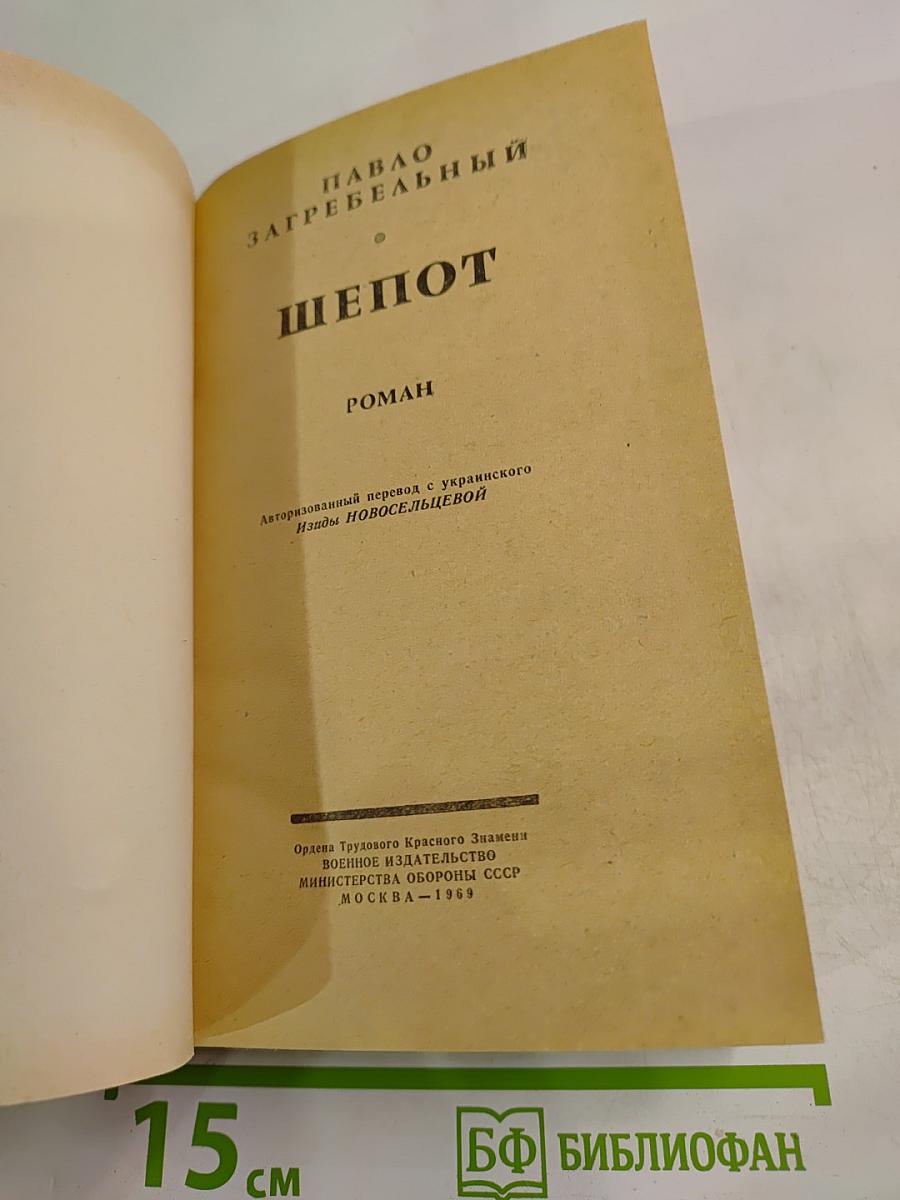 ПАВЛО
ЗАГРЕБЕЛЬНЫЙ
ШЕПОТ
РОМАН
Авторизованный перевод с украинского
Изиды НОВОСЕЛЬЦЕВОЙ
Ордена Трудового Красного Знамени
ВОЕННОЕ ИЗДАТЕЛЬСТВО
МИНИСТЕРСТВА ОБОРОНЫ СССР
МОСКВА — 1969
15 см
БФ БИБЛИОФАН